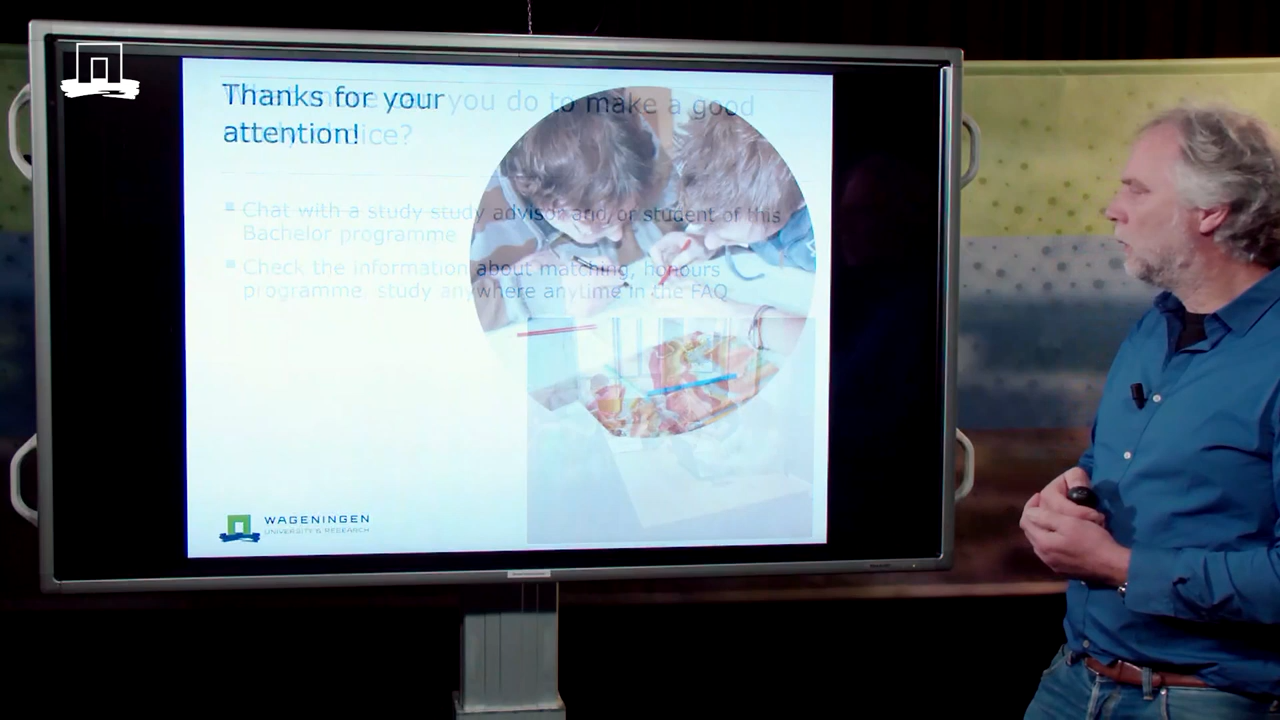 Thanks for your
attention!
you do to make a good
ice?
Chat with a study study advisor and/or student of this
Bachelor programme
Check the information about matching, honours
programme, study anywhere anytime in the FAQ
WAGENINGEN
UNIVERSITY & RESEARCH